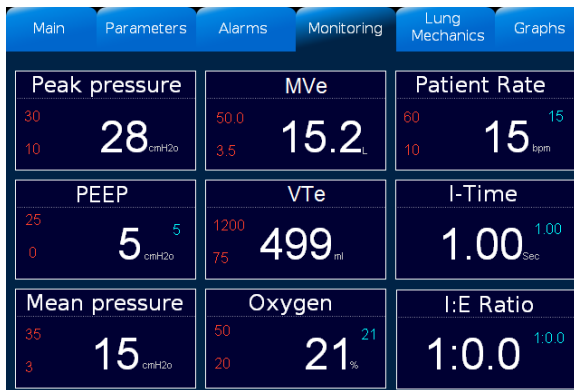 Main Parameters Alarms Monitoring Lung Mechanics Graphs
Peak pressure
30
10
28 cmH2o
MVe
50.0
3.5
15.2 L
Patient Rate
60
10
15 bpm
15
PEEP
25
0
5 cmH2o
5
VTe
1200
75
499 ml
I-Time
1.00 Sec
1.00
Mean pressure
35
3
15 cmH2o
Oxygen
50
20
21 %
21
I:E Ratio
1:0.0
1:0.0